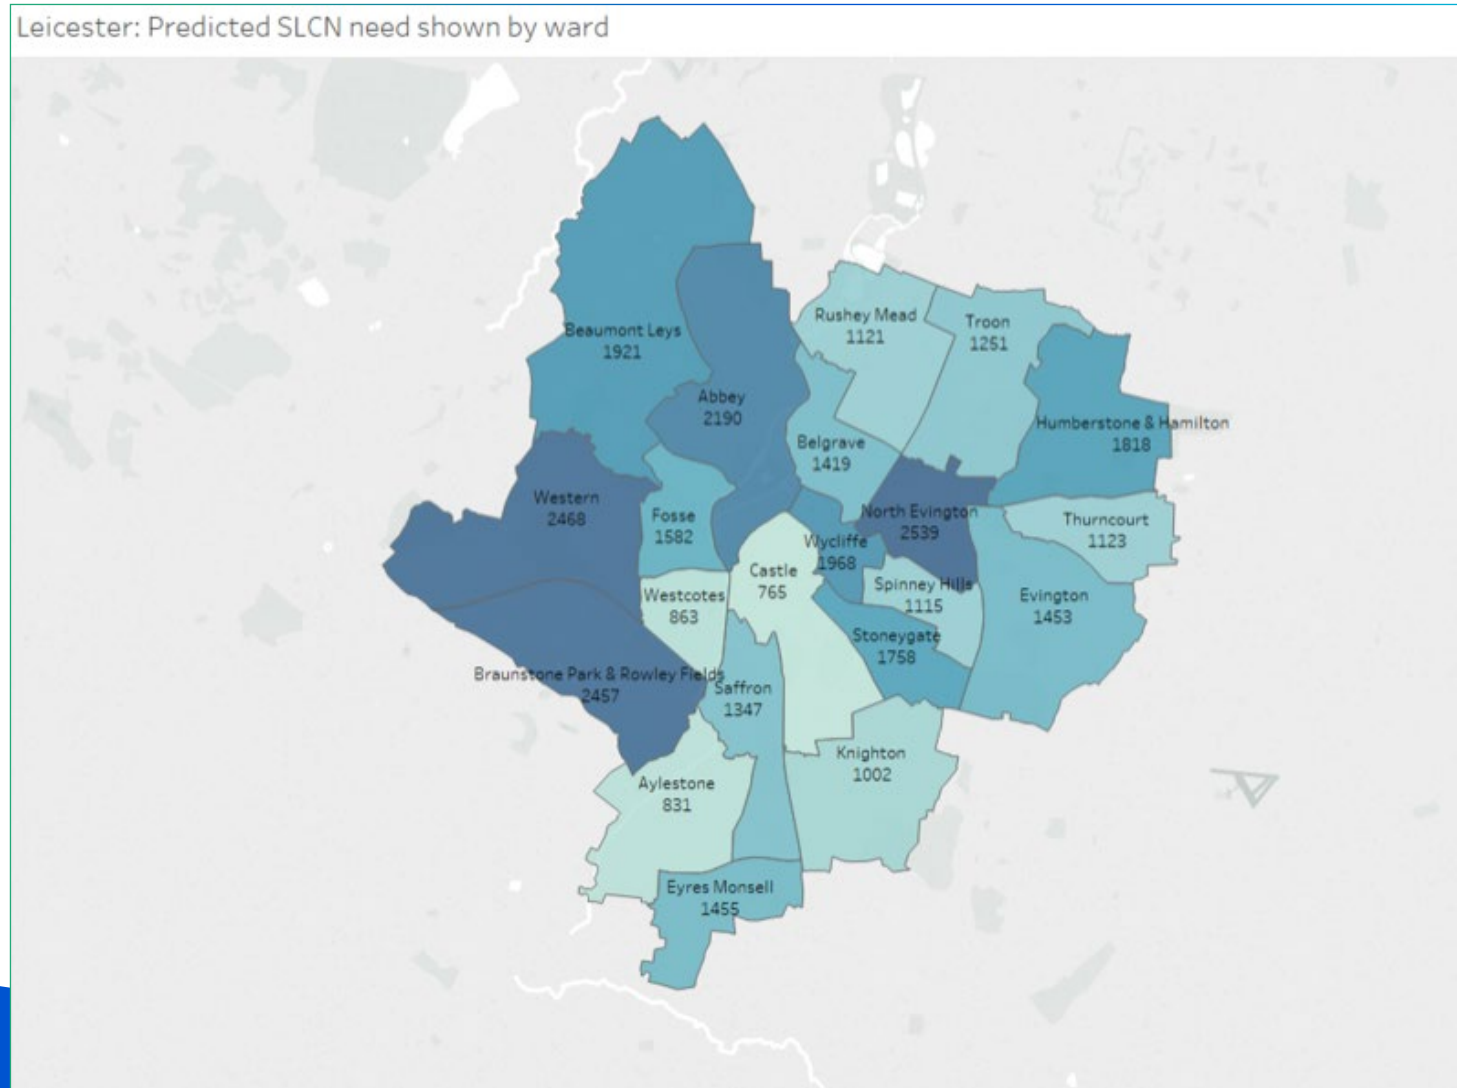 Leicester: Predicted SLCN need shown by ward
Rushey Mead
1121
Troon
1251
Beaumont Leys
1921
Abbey
2190
Humberstone & Hamilton
1818
Belgrave
1419
Western
2468
Fosse
1582
North Evington
2539
Thurncourt
1123
Wycliffe
1968
Castle
765
Spinney Hills
1115
Westcotes
863
Evington
1453
Stoneygate
1758
Braunstone Park & Rowley Fields
2457
Saffron
1347
Knighton
1002
Aylestone
831
Eyres Monsell
1455